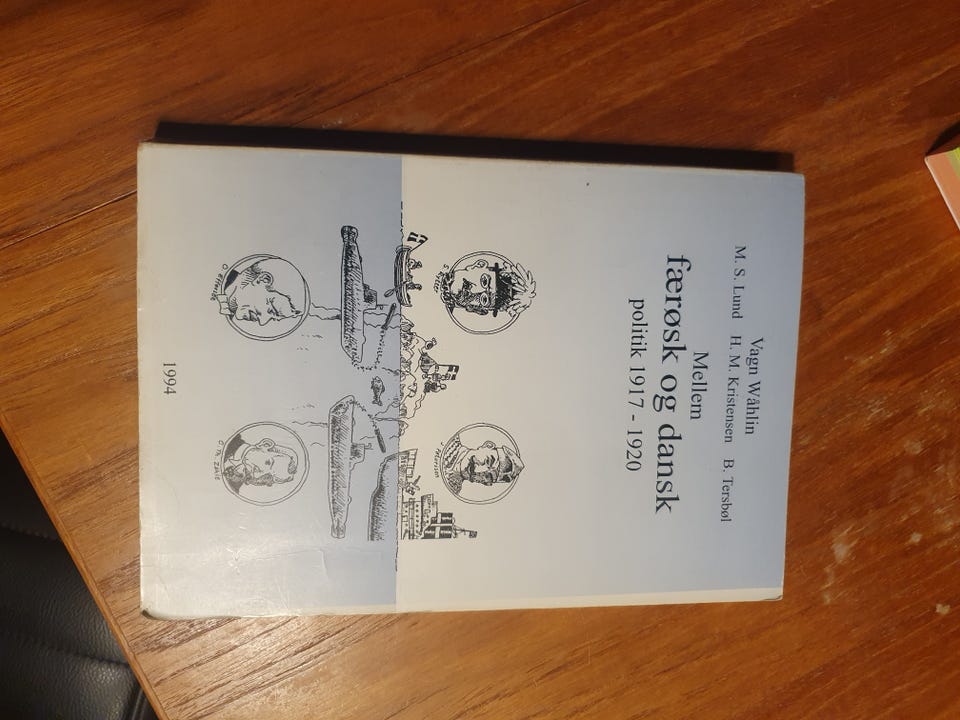 Vagn Wåhlin
M. S. Lund H. M. Kristensen B. Tersbøl
Mellem
færøsk og dansk
politik 1917 - 1920
1994